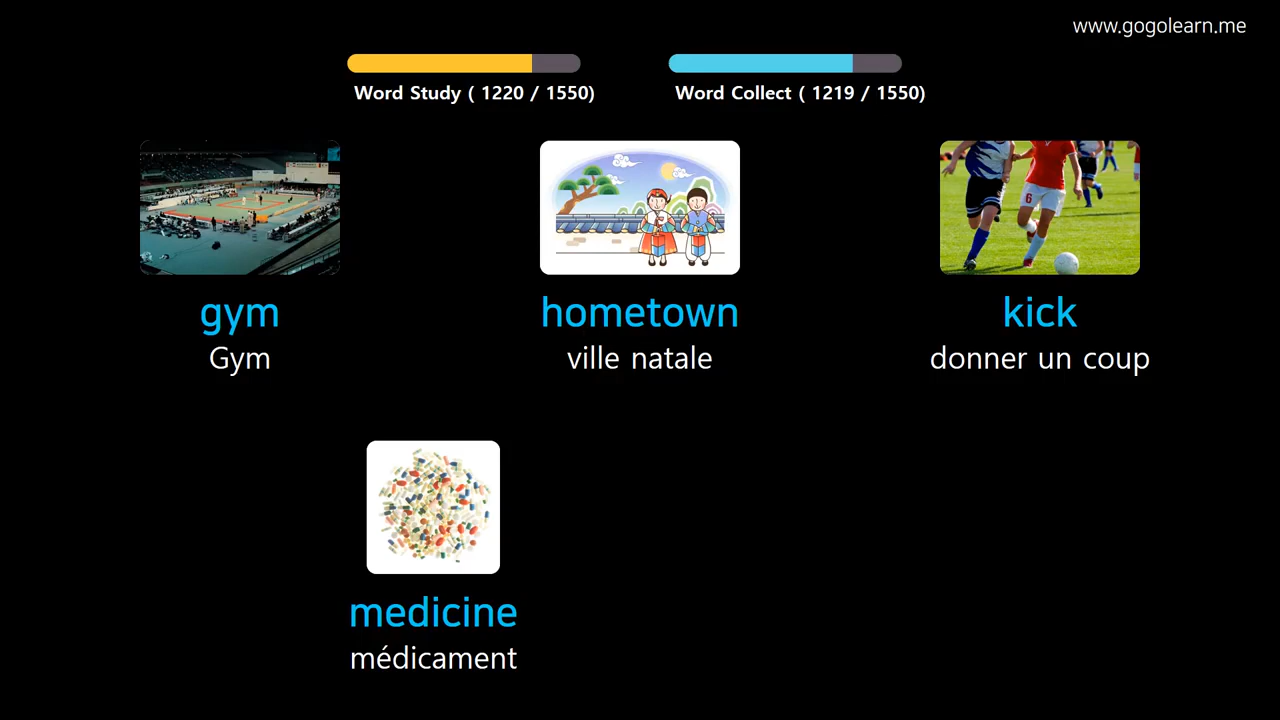 www.gogolearn.me
Word Study ( 1220 / 1550)
Word Collect ( 1219 / 1550)
gym
Gym
hometown
ville natale
kick
donner un coup
6
medicine
médicament